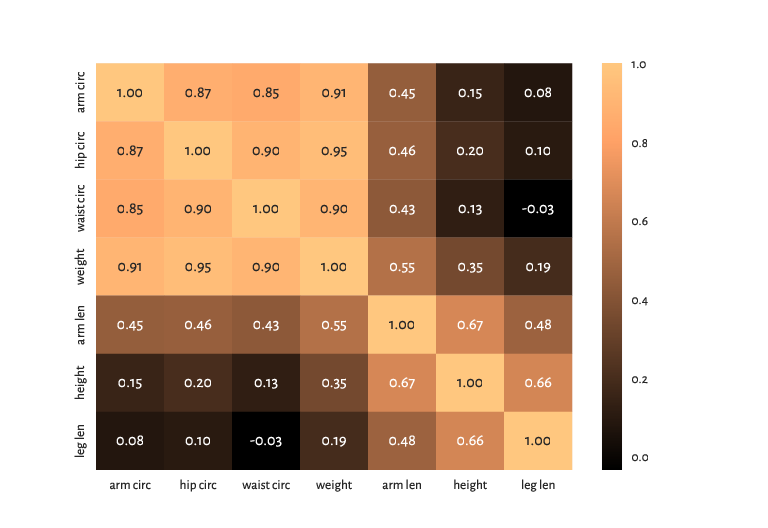 arm circ 1.00 0.87 0.85 0.91 0.45 0.15 0.08
hip circ 0.87 1.00 0.90 0.95 0.46 0.20 0.10
waist circ 0.85 0.90 1.00 0.90 0.43 0.13 -0.03
weight 0.91 0.95 0.90 1.00 0.55 0.35 0.19
arm len 0.45 0.46 0.43 0.55 1.00 0.67 0.48
height 0.15 0.20 0.13 0.35 0.67 1.00 0.66
leg len 0.08 0.10 -0.03 0.19 0.48 0.66 1.00
arm circ hip circ waist circ weight arm len height leg len
1.0
0.8
0.6
0.4
0.2
0.0